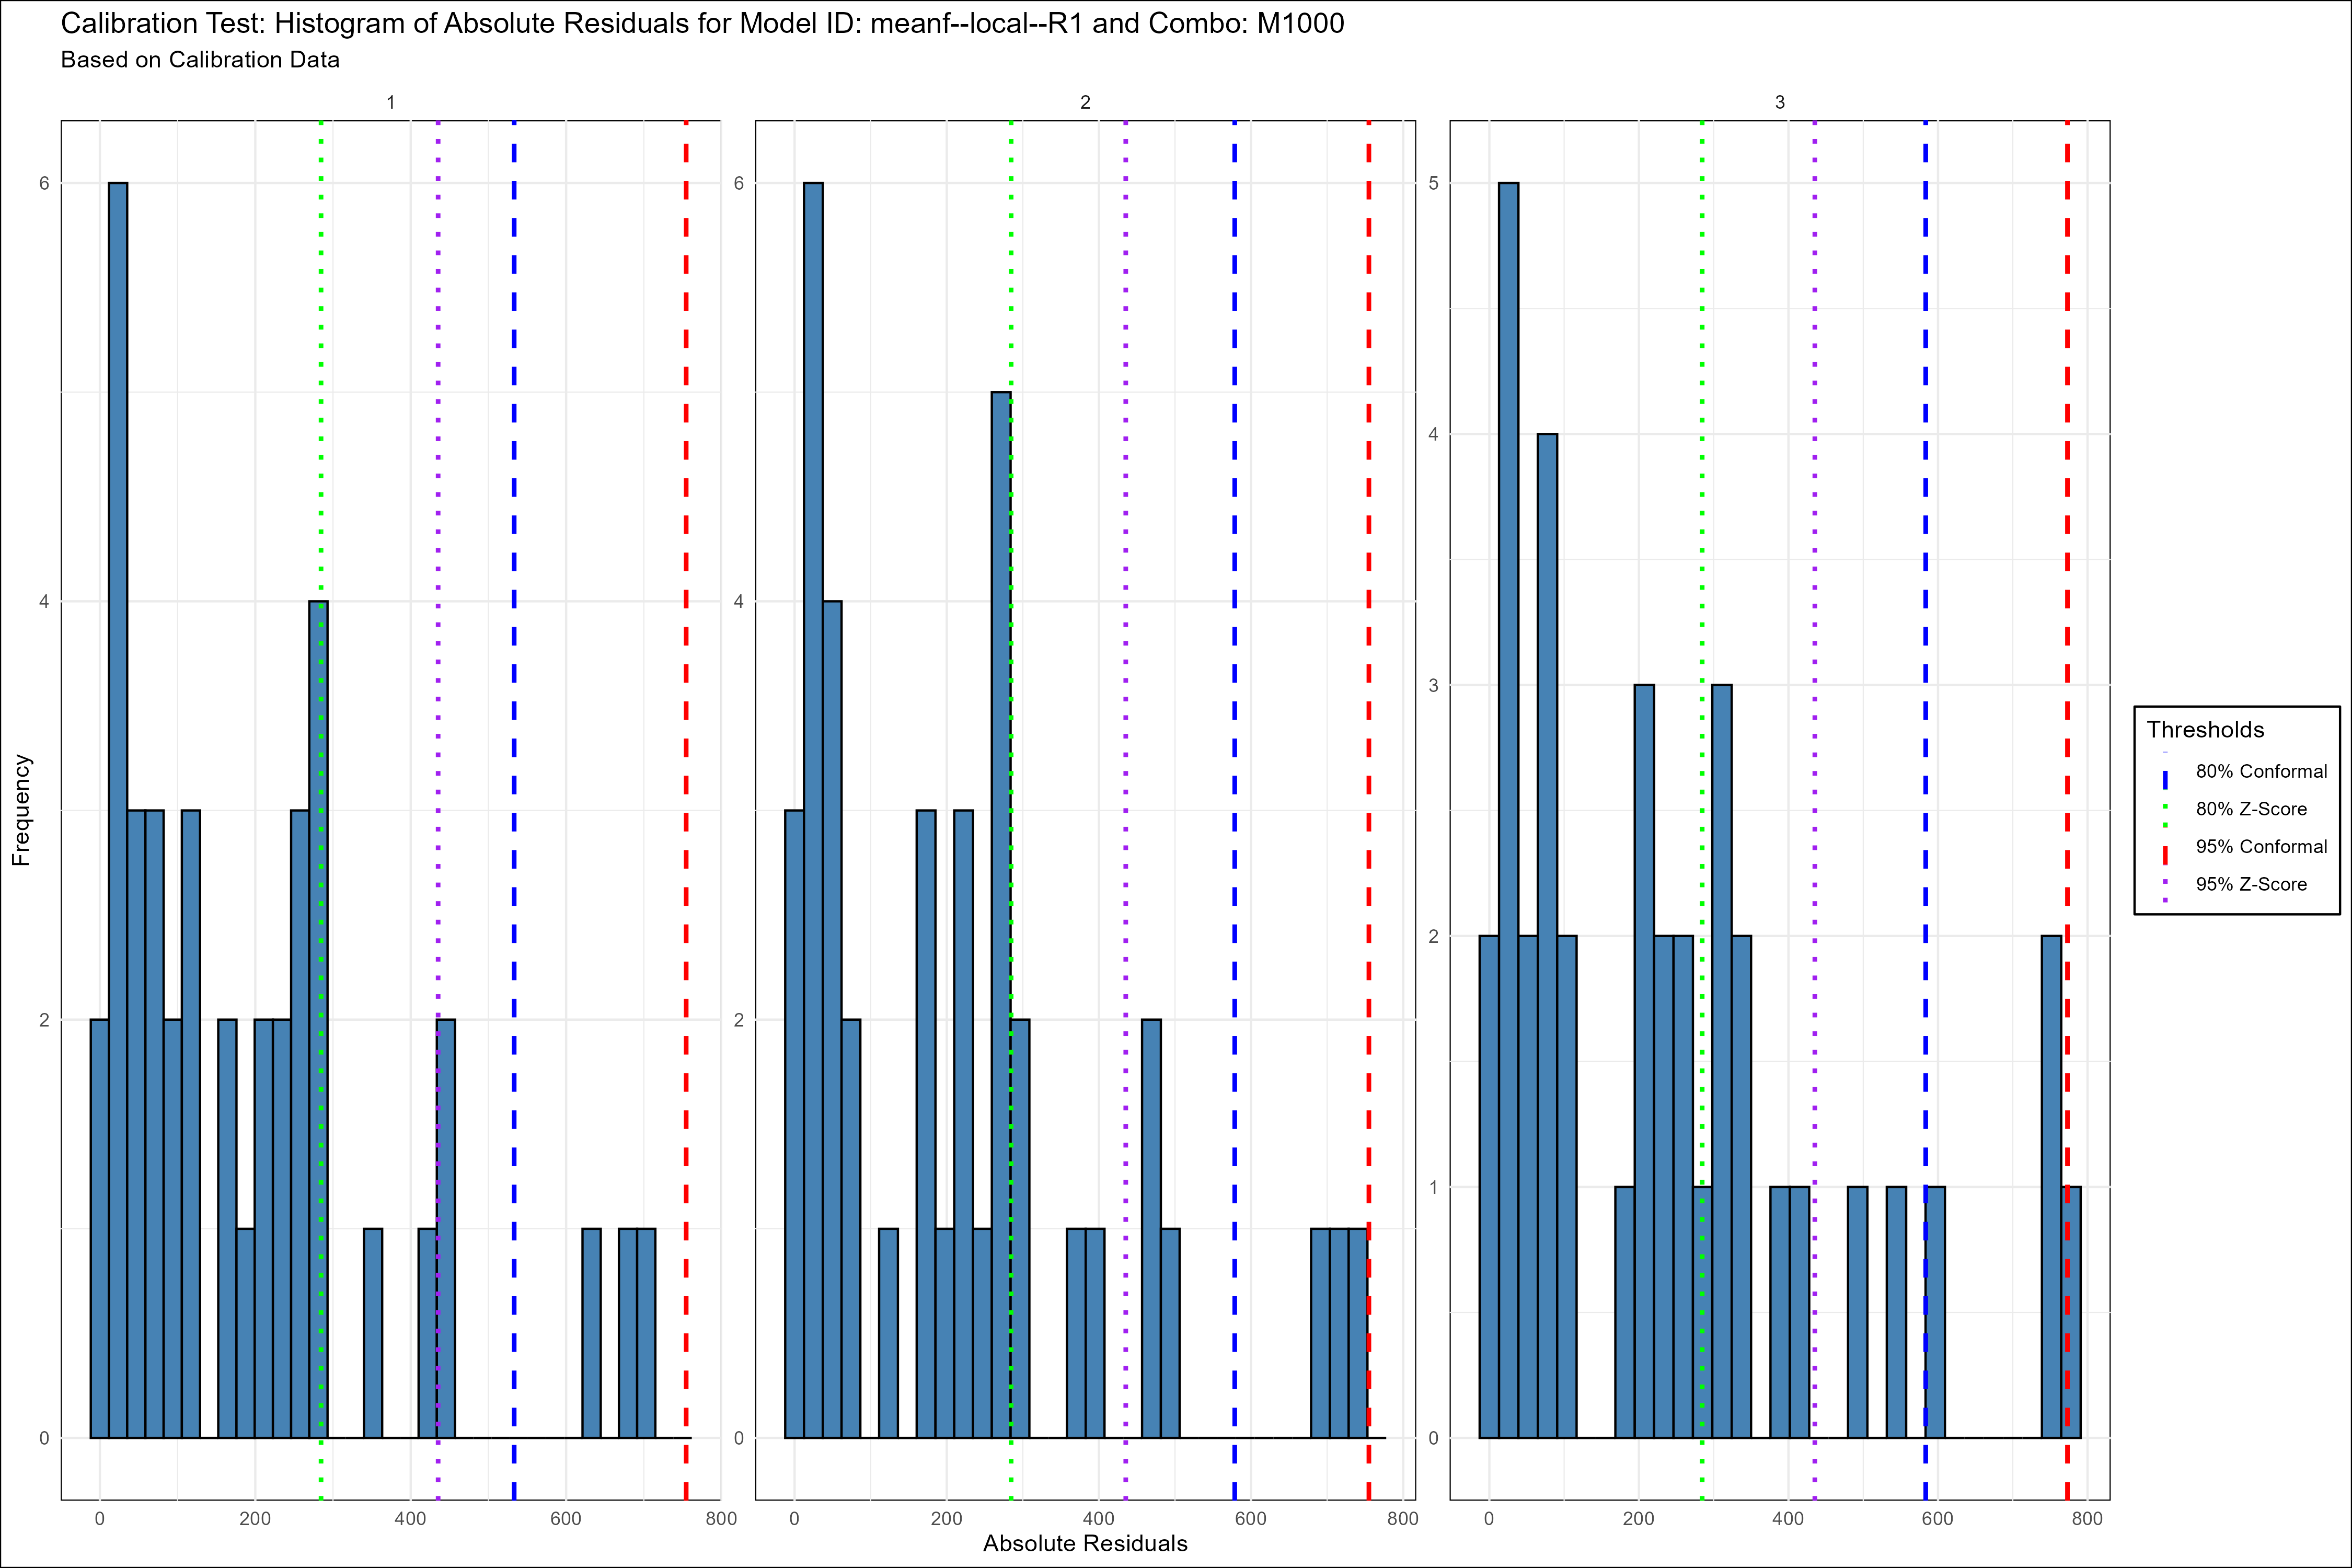 Calibration Test: Histogram of Absolute Residuals for Model ID: meanf--local--R1 and Combo: M1000
Based on Calibration Data
1
2
3
Frequency
6
4
2
0
6
4
2
0
5
4
3
2
1
0
0 200 400 600 800
0 200 400 600 800
0 200 400 600 800
Absolute Residuals
Thresholds
80% Conformal
80% Z-Score
95% Conformal
95% Z-Score